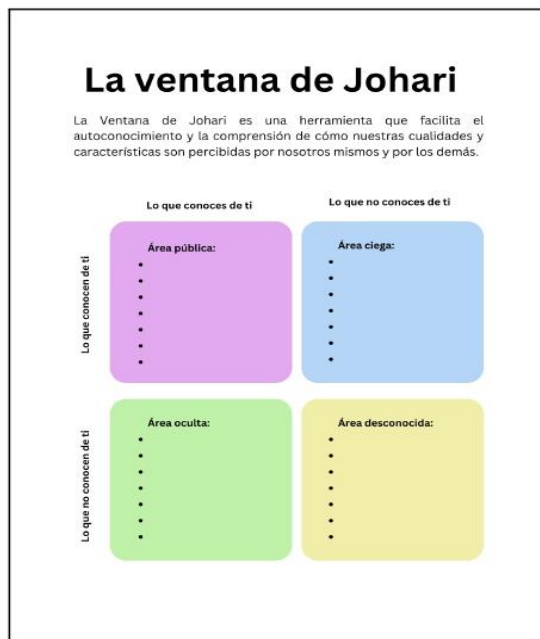 La ventana de Johari
La Ventana de Johari es una herramienta que facilita el
autoconocimiento y la comprensión de cómo nuestras cualidades y
características son percibidas por nosotros mismos y por los demás.
Lo que conoces de ti
Lo que no conoces de ti
Lo que conocen de ti
Área pública:
Área ciega:
Lo que no conocen de ti
Área oculta:
Área desconocida: